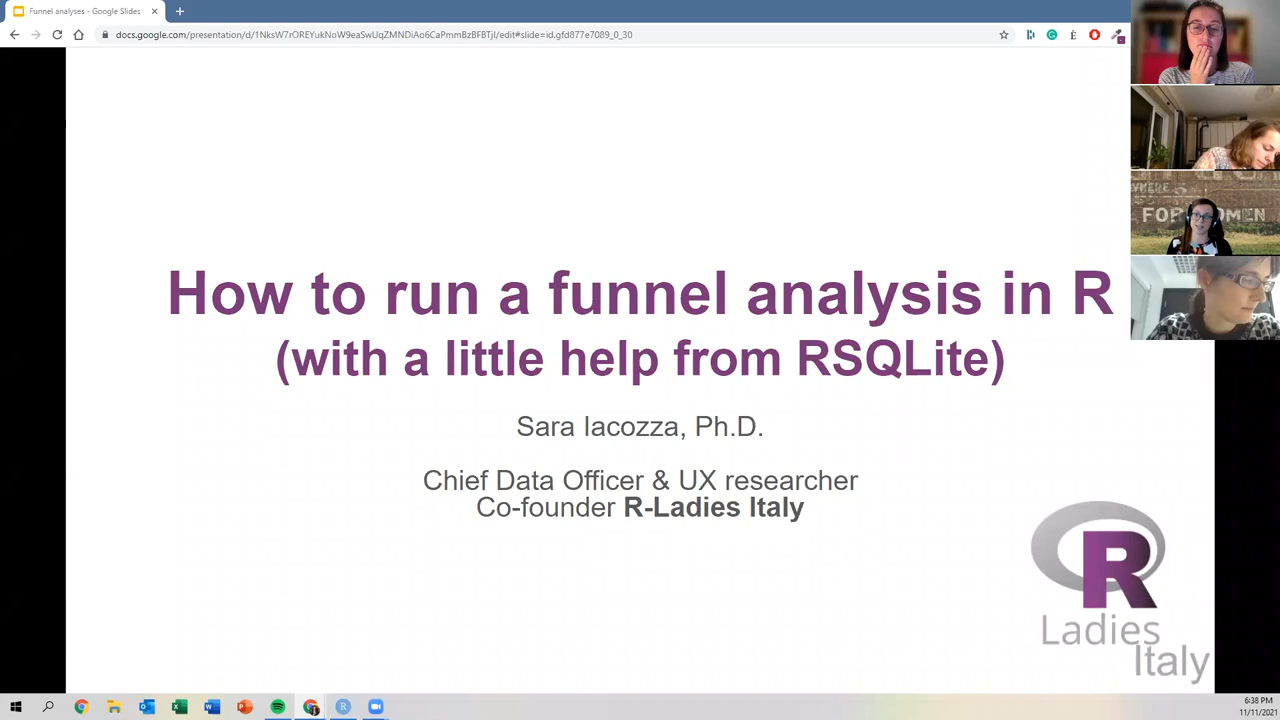 Funnel analyses - Google Slides
docs.google.com/presentation/d/1NksW7rOREYukNoW9eaSwUqZMNDiAo6CaPmmBzBFBTjI/edit#slide=id.gfd877e7089_0_30
FOR WOMEN
How to run a funnel analysis in R
(with a little help from RSQLite)
Sara Iacozza, Ph.D.
Chief Data Officer & UX researcher
Co-founder R-Ladies Italy
R
Ladies
Italy
6:38 PM
11/11/2021